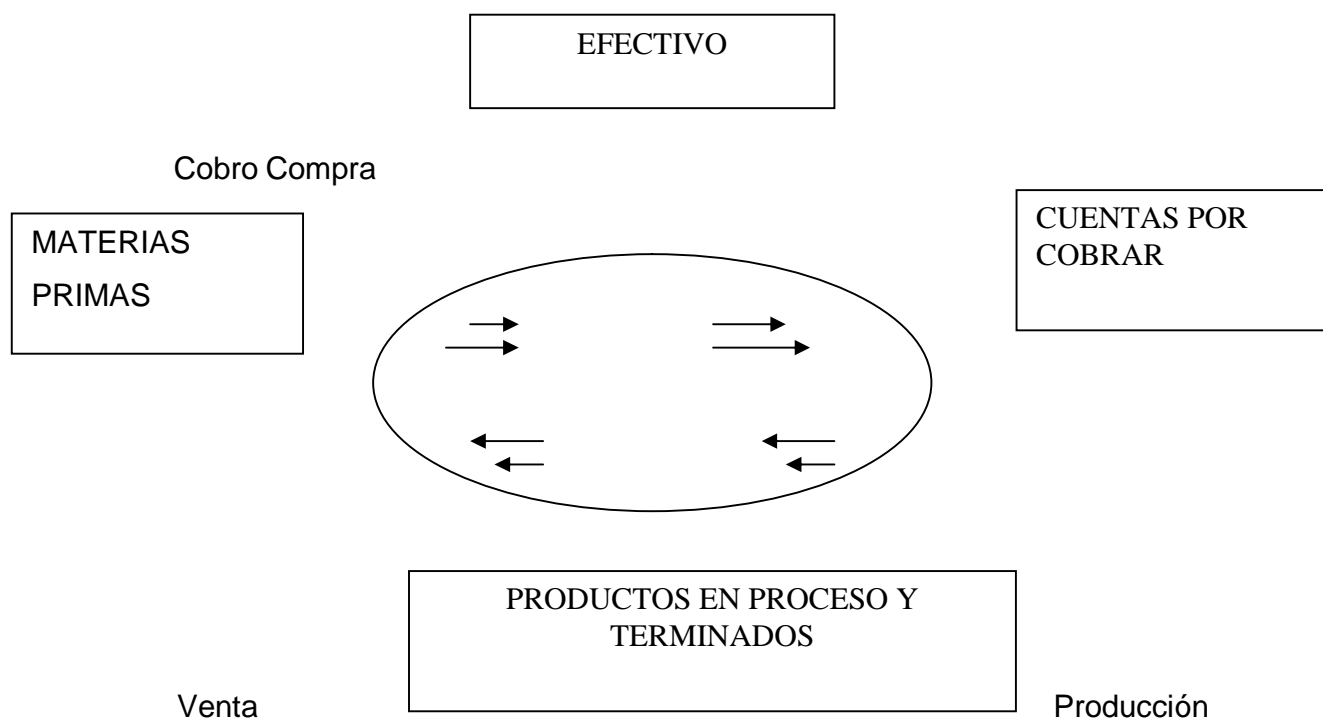 EFECTIVO
Cobro Compra
MATERIAS
PRIMAS
CUENTAS POR
COBRAR
PRODUCTOS EN PROCESO Y
TERMINADOS
Venta
Producción